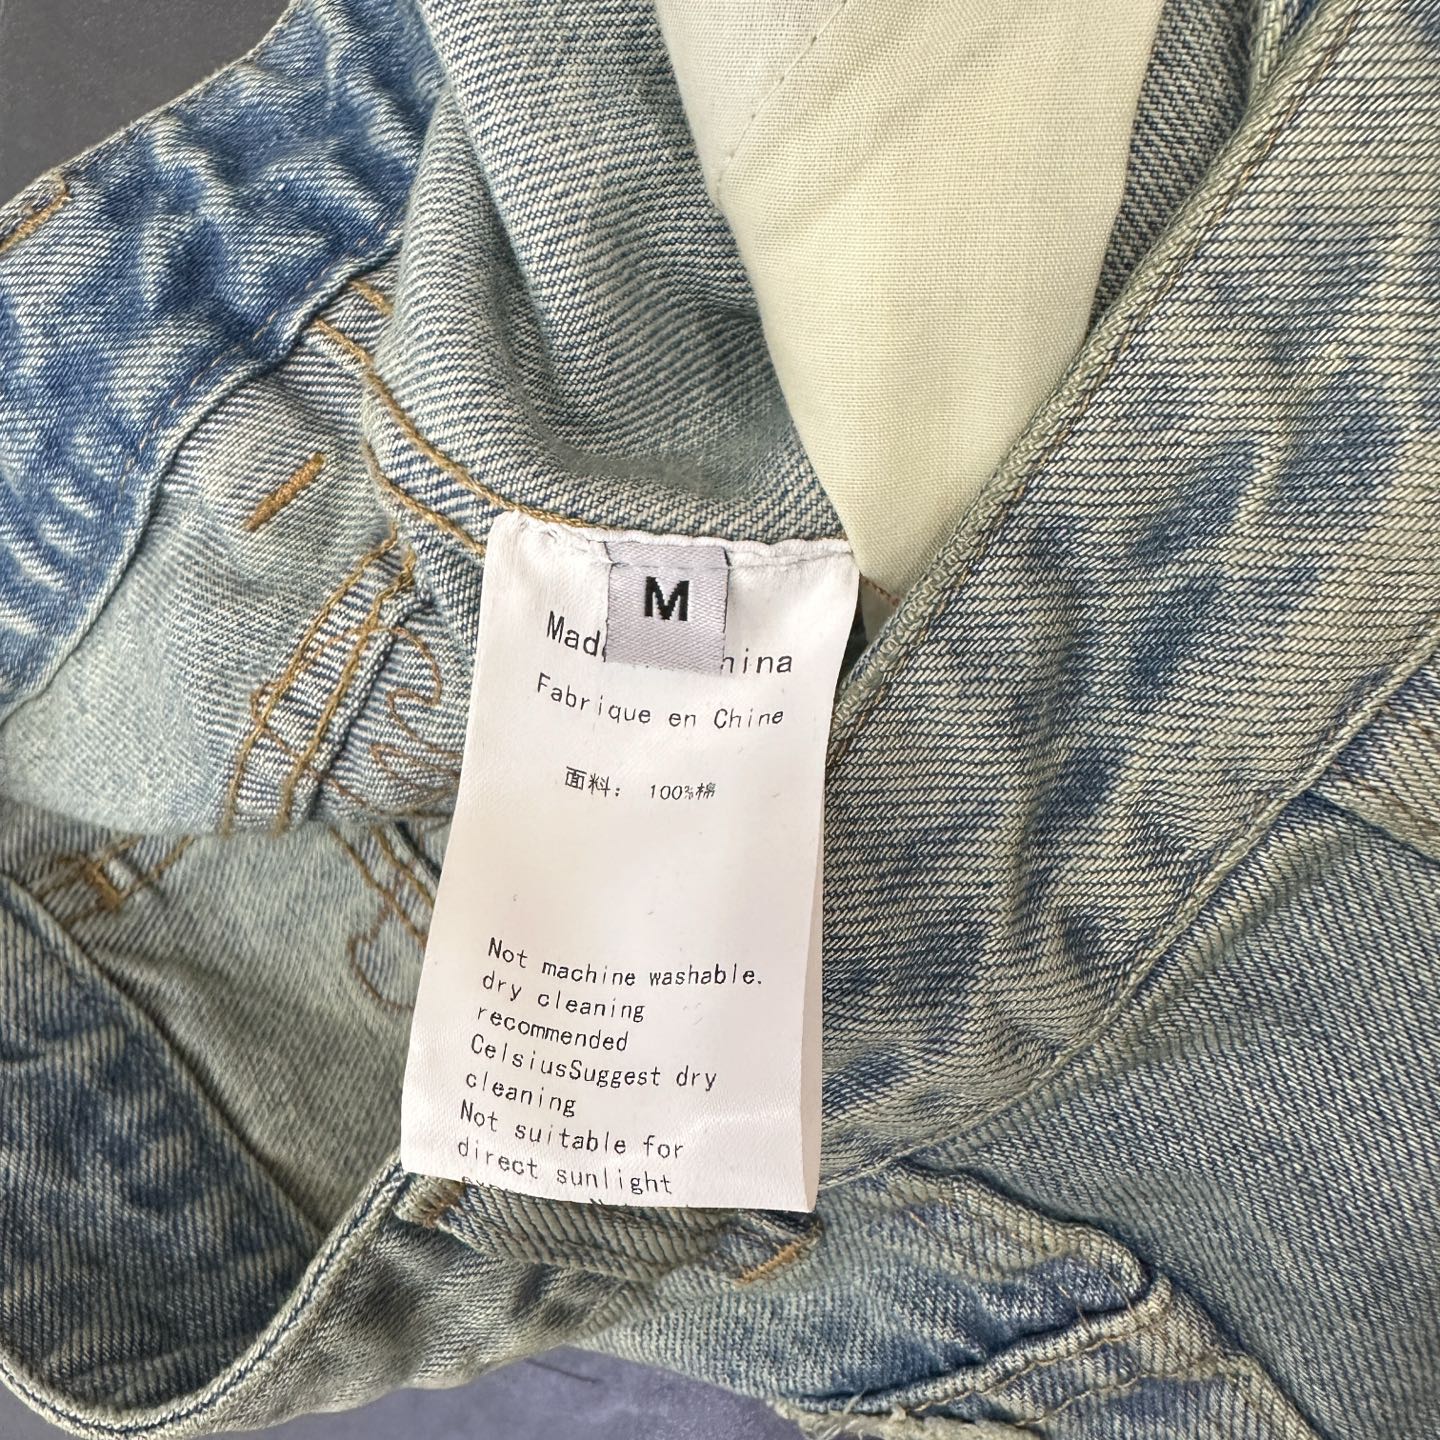 M
Made China
Fabrique en Chine
面料: 100%棉
Not machine washable.
dry cleaning
recommended
CelsiusSuggest dry
cleaning
Not suitable for
direct sunlight